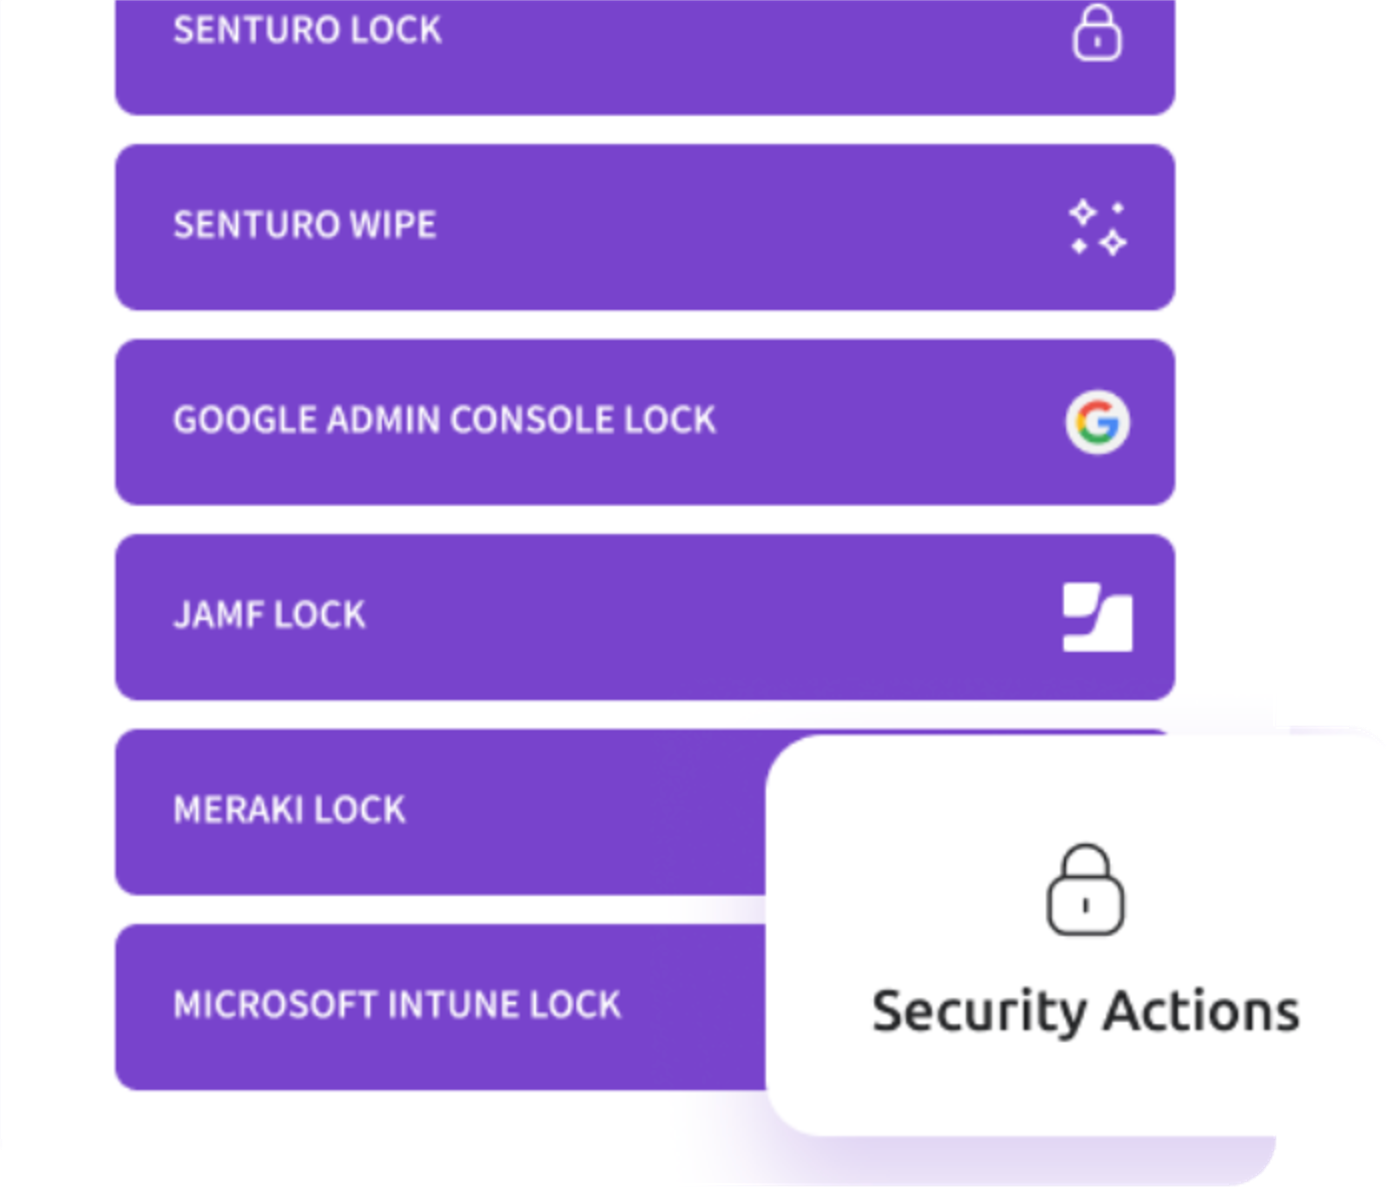 SENTURO LOCK
SENTURO WIPE
GOOGLE ADMIN CONSOLE LOCK
JAMF LOCK
MERAKI LOCK
MICROSOFT INTUNE LOCK
Security Actions